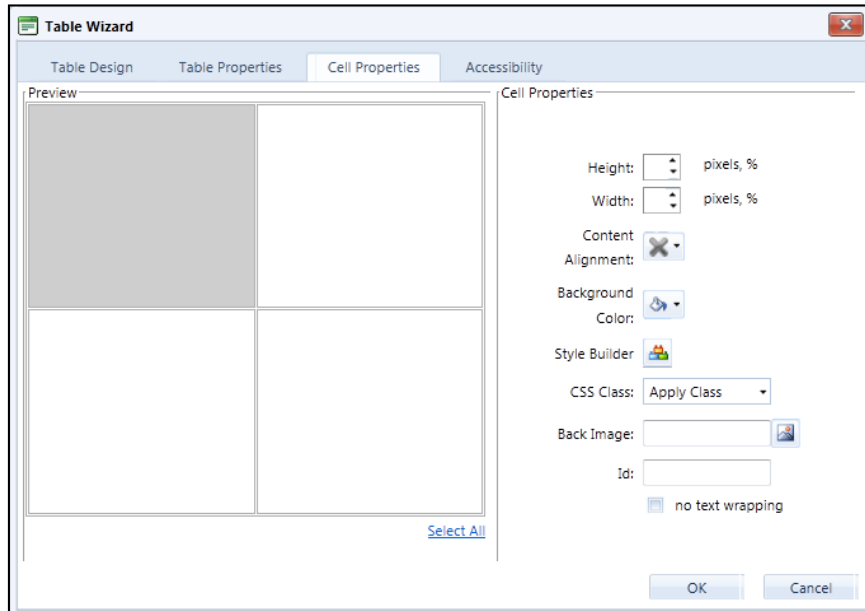 Table Wizard
Table Design
Table Properties
Cell Properties
Accessibility
Preview
Select All
Cell Properties
Height:
pixels, %
Width:
pixels, %
Content
Alignment:
Background
Color:
Style Builder
CSS Class:
Apply Class
Back Image:
Id:
no text wrapping
OK
Cancel